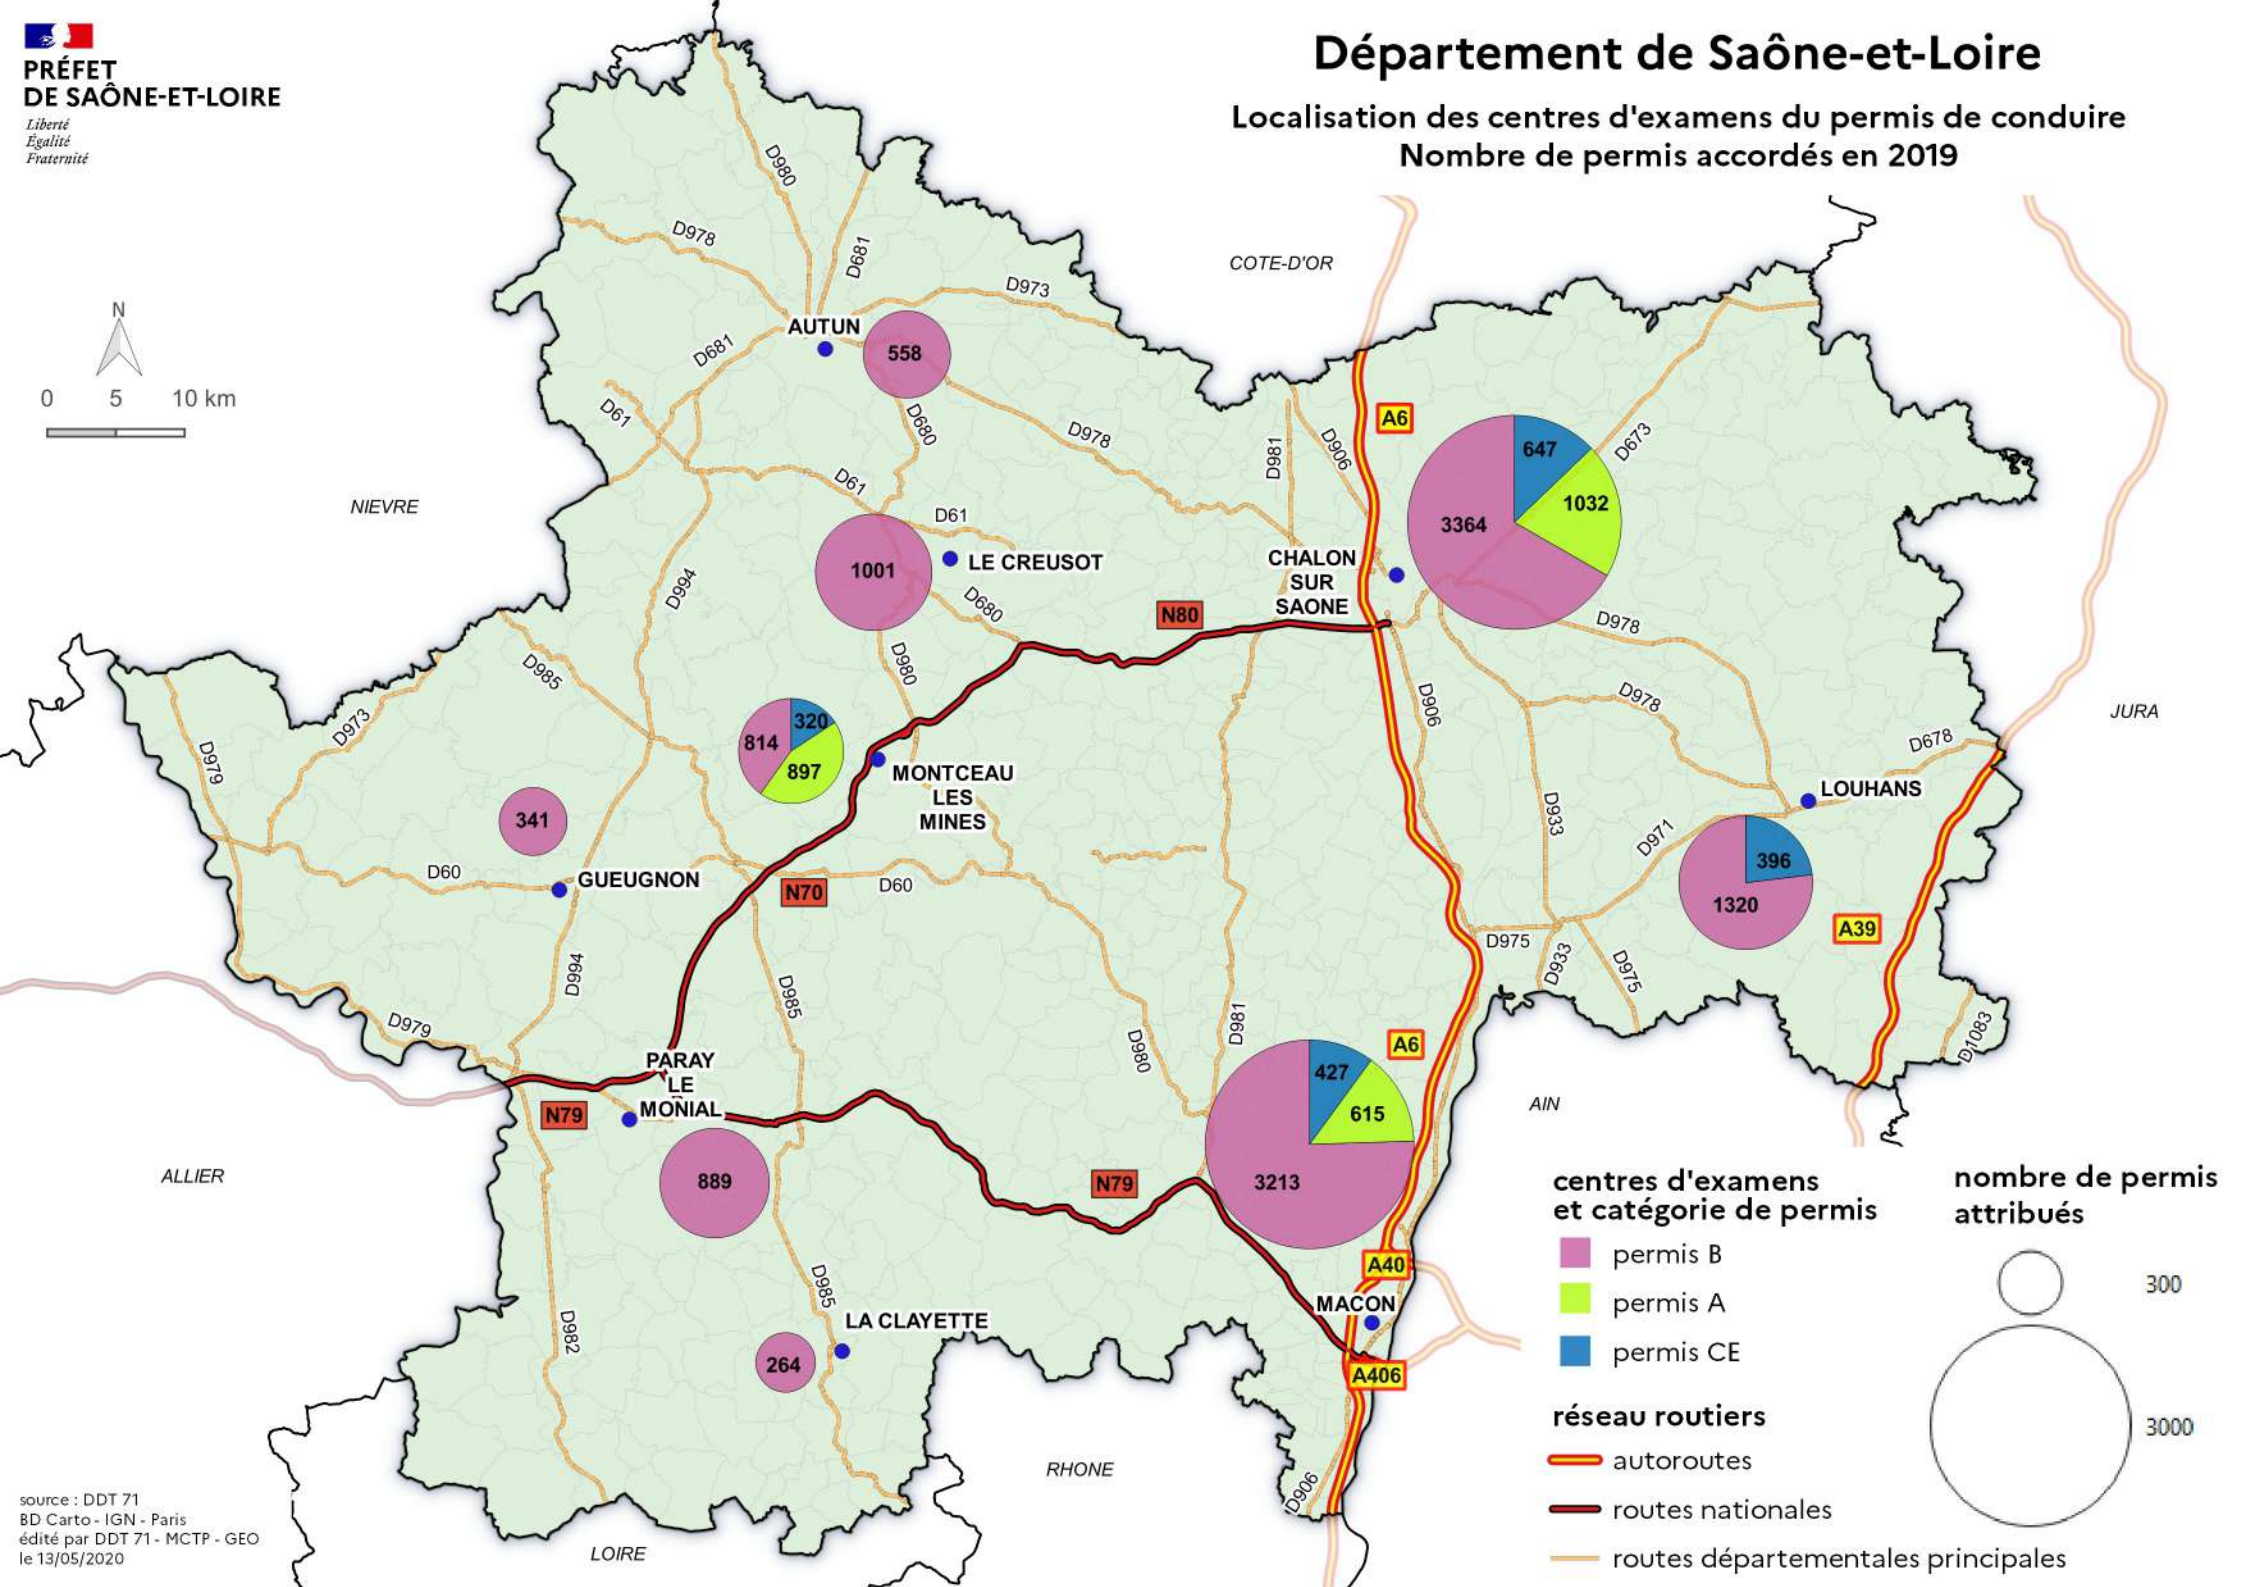 PRÉFET
DE SAÔNE-ET-LOIRE
Liberté
Égalité
Fraternité
Département de Saône-et-Loire
Localisation des centres d'examens du permis de conduire
Nombre de permis accordés en 2019
N
0 5 10 km
COTE-D'OR
NIEVRE
JURA
AIN
ALLIER
RHONE
LOIRE
D980
D978
D681
D973
AUTUN
558
D681
D61
D680
D978
D981
D906
A6
647
1032
3364
D673
D61
D61
LE CREUSOT
1001
D680
D994
CHALON
SUR
SAONE
N80
D978
D985
D980
D906
D978
D973
D979
320
814
897
MONTCEAU
LES
MINES
D678
LOUHANS
341
D933
D971
D60
GUEUGNON
N70
D60
396
1320
A39
D975
D933
D975
D994
D985
D979
D981
D980
A6
D1083
PARAY
LE
MONIAL
N79
427
615
3213
889
N79
A40
D985
D982
LA CLAYETTE
264
MACON
A406
D906
centres d'examens
et catégorie de permis
permis B
permis A
permis CE
réseau routiers
autoroutes
routes nationales
routes départementales principales
nombre de permis
attribués
300
3000
source : DDT 71
BD Carto - IGN - Paris
édité par DDT 71 - MCTP - GEO
le 13/05/2020